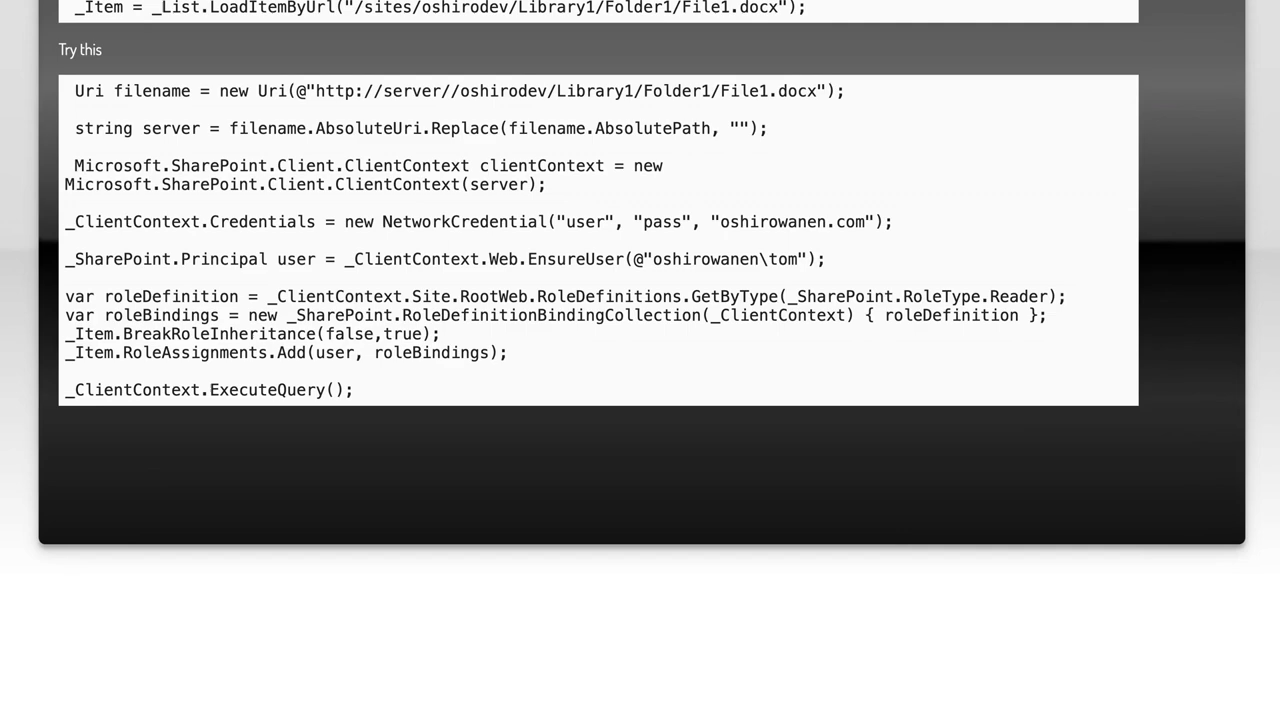 _Item = _List.LoadItemByUrl("/sites/oshirodev/Library1/Folder1/File1.docx");
Try this
Uri filename = new Uri(@"http://server//oshirodev/Library1/Folder1/File1.docx");
string server = filename.AbsoluteUri.Replace(filename.AbsolutePath, "");
Microsoft.SharePoint.Client.ClientContext clientContext = new
Microsoft.SharePoint.Client.ClientContext(server);
_ClientContext.Credentials = new NetworkCredential("user", "pass", "oshirowanen.com");
_SharePoint.Principal user = _ClientContext.Web.EnsureUser(@"oshirowanen\tom");
var roleDefinition = _ClientContext.Site.RootWeb.RoleDefinitions.GetByType(_SharePoint.RoleType.Reader);
var roleBindings = new _SharePoint.RoleDefinitionBindingCollection(_ClientContext) { roleDefinition };
_Item.BreakRoleInheritance(false,true);
_Item.RoleAssignments.Add(user, roleBindings);
_ClientContext.ExecuteQuery();